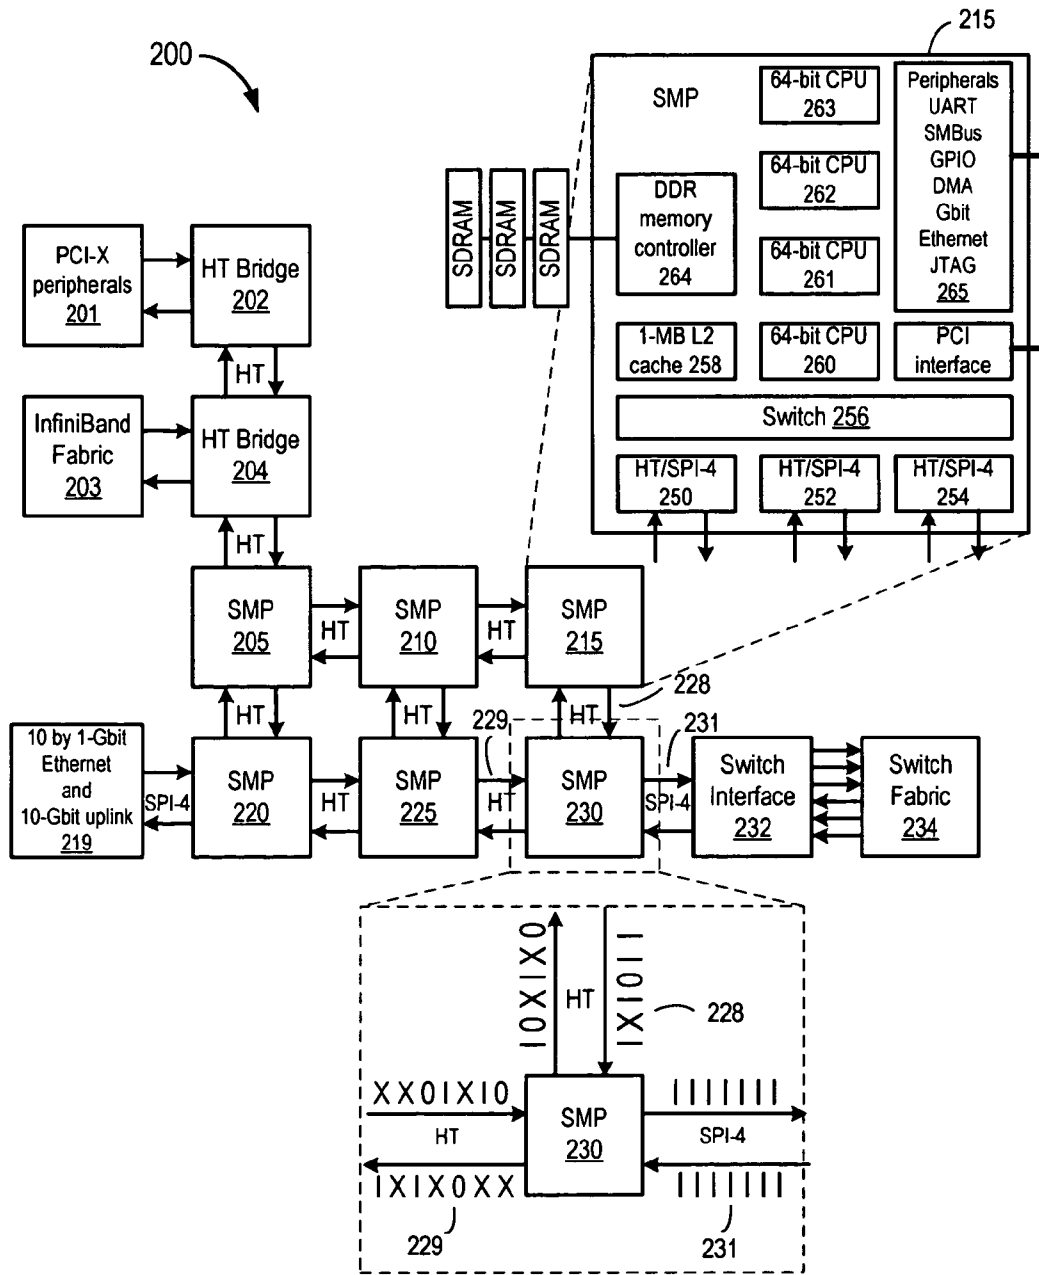 200
215
SMP
64-bit CPU
263
64-bit CPU
262
64-bit CPU
261
64-bit CPU
260
Peripherals
UART
SMBus
GPIO
DMA
Gbit
Ethernet
JTAG
265
SDRAM
SDRAM
SDRAM
DDR
memory
controller
264
1-MB L2
cache 258
PCI
interface
Switch 256
HT/SPI-4
250
HT/SPI-4
252
HT/SPI-4
254
PCI-X
peripherals
201
HT Bridge
202
HT
InfiniBand
Fabric
203
HT Bridge
204
HT
SMP
205
HT
SMP
210
HT
SMP
215
HT
HT
HT
228
10 by 1-Gbit
Ethernet
and
10-Gbit uplink
219
SPI-4
SMP
220
HT
SMP
225
229
HT
SMP
230
231
SPI-4
Switch
Interface
232
Switch
Fabric
234
10X1X0
HT
1X1011
228
XX01X10
HT
1X1X0XX
229
SMP
230
1111111
SPI-4
1111111
231